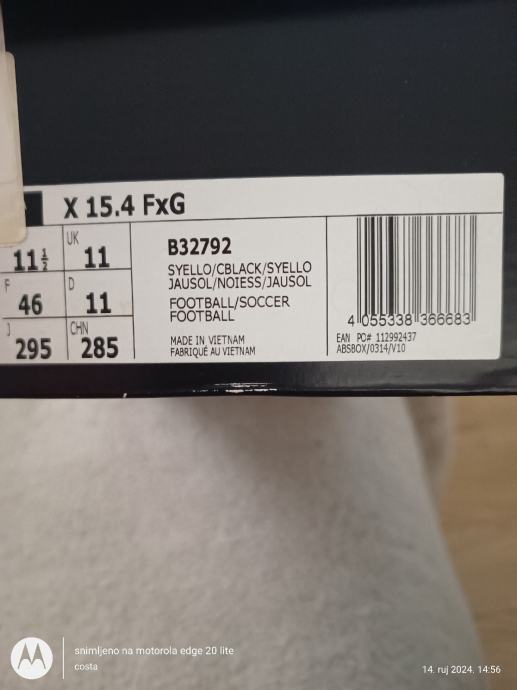 X 15.4 FxG
UK
11½ 11
F D
46 11
J CHN
295 285
B32792
SYELLO/CBLACK/SYELLO
JAUSOL/NOIESS/JAUSOL
FOOTBALL/SOCCER
FOOTBALL
MADE IN VIETNAM
FABRIQUÉ AU VIETNAM
4 055338 366683
EAN PO# 112992437
ABSBOX/0314/V10
snimljeno na motorola edge 20 lite
costa
14. ruj 2024. 14:56